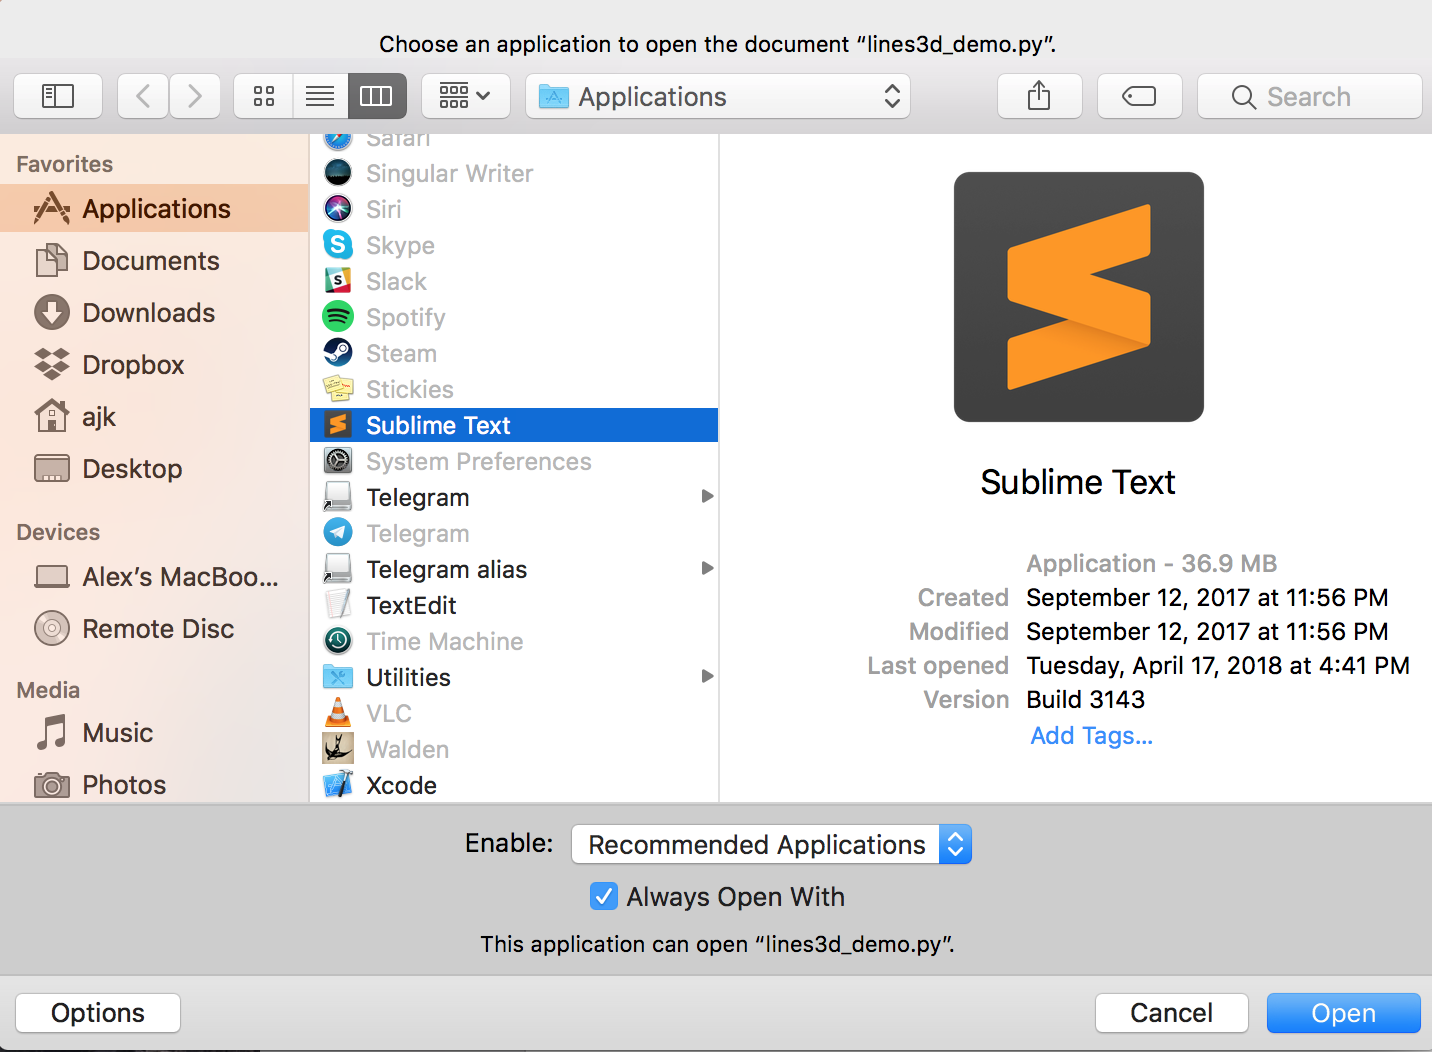 Choose an application to open the document “lines3d_demo.py”.
Applications
Search
Favorites
Applications
Documents
Downloads
Dropbox
ajk
Desktop
Devices
Alex’s MacBoo...
Remote Disc
Media
Music
Photos
Safari
Singular Writer
Siri
Skype
Slack
Spotify
Steam
Stickies
Sublime Text
System Preferences
Telegram
Telegram
Telegram alias
TextEdit
Time Machine
Utilities
VLC
Walden
Xcode
Sublime Text
Application - 36.9 MB
Created September 12, 2017 at 11:56 PM
Modified September 12, 2017 at 11:56 PM
Last opened Tuesday, April 17, 2018 at 4:41 PM
Version Build 3143
Add Tags...
Enable: Recommended Applications
Always Open With
This application can open “lines3d_demo.py”.
Options
Cancel
Open